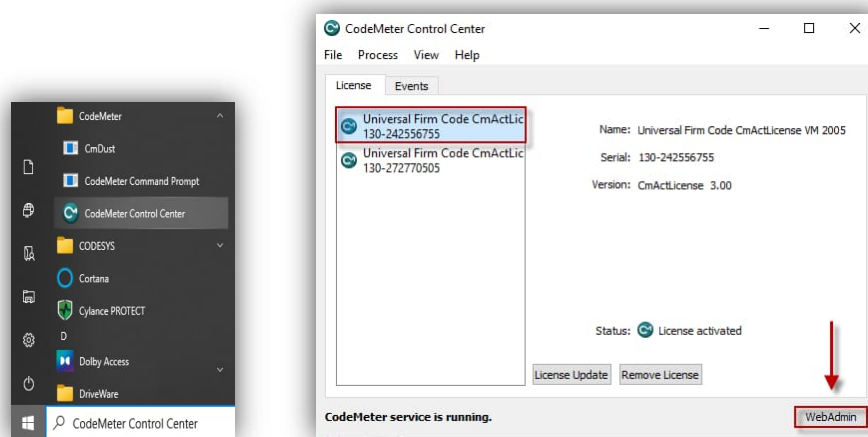 CodeMeter
CmDust
CodeMeter Command Prompt
CodeMeter Control Center
CODESYS
Cortana
Cylance PROTECT
D
Dolby Access
DriveWare
CodeMeter Control Center
CodeMeter Control Center
File Process View Help
License Events
Universal Firm Code CmActLic
130-242556755
Universal Firm Code CmActLic
130-272770505
Name: Universal Firm Code CmActLicense VM 2005
Serial: 130-242556755
Version: CmActLicense 3.00
Status: License activated
License Update Remove License
CodeMeter service is running.
WebAdmin